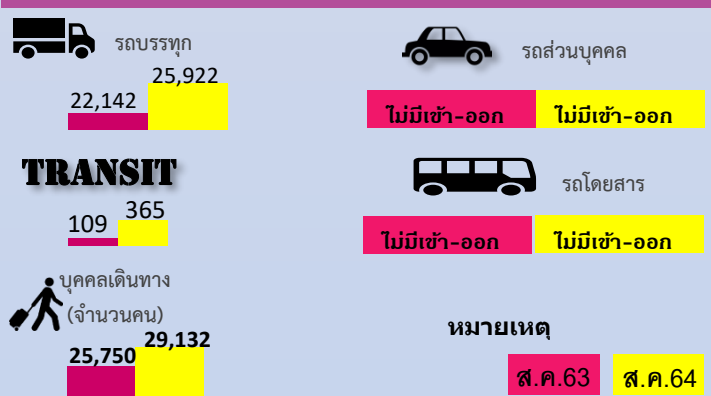 รถบรรทุก
22,142
25,922
รถส่วนบุคคล
ไม่มีเข้า-ออก
ไม่มีเข้า-ออก
TRANSIT
109
365
รถโดยสาร
ไม่มีเข้า-ออก
ไม่มีเข้า-ออก
บุคคลเดินทาง
(จำนวนคน)
25,750
29,132
หมายเหตุ
ส.ค.63
ส.ค.64